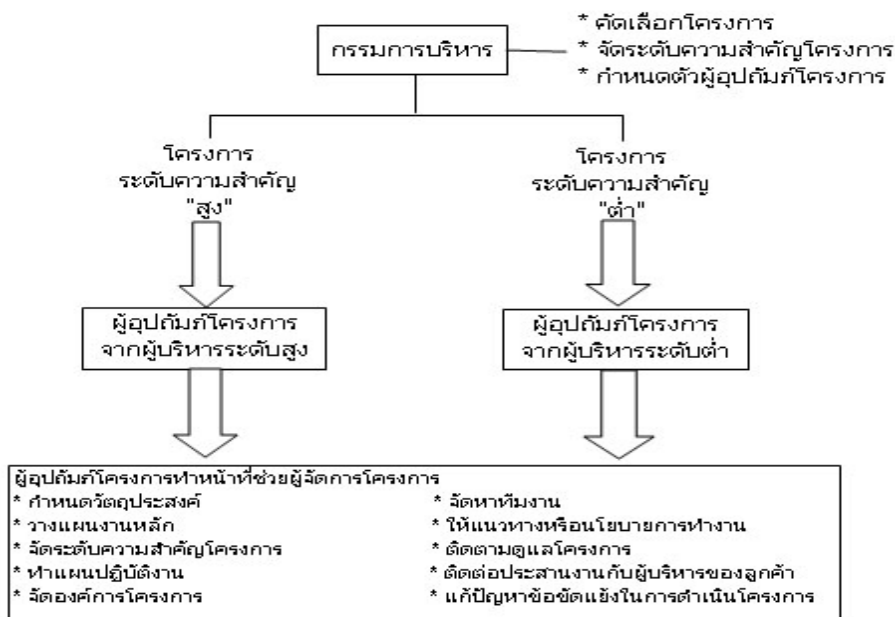 กรรมการบริหาร
* คัดเลือกโครงการ
* จัดระดับความสำคัญโครงการ
* กำหนดตัวผู้อุปถัมภ์โครงการ
โครงการ
ระดับความสำคัญ
"สูง"
โครงการ
ระดับความสำคัญ
"ต่ำ"
ผู้อุปถัมภ์โครงการ
จากผู้บริหารระดับสูง
ผู้อุปถัมภ์โครงการ
จากผู้บริหารระดับต่ำ
ผู้อุปถัมภ์โครงการทำหน้าที่ช่วยผู้จัดการโครงการ
* กำหนดวัตถุประสงค์
* วางแผนงานหลัก
* จัดระดับความสำคัญโครงการ
* ทำแผนปฏิบัติงาน
* จัดองค์การโครงการ
* จัดหาทีมงาน
* ให้แนวทางหรือนโยบายการทำงาน
* ติดตามดูแลโครงการ
* ติดต่อประสานงานกับผู้บริหารของลูกค้า
* แก้ปัญหาข้อขัดแย้งในการดำเนินโครงการ